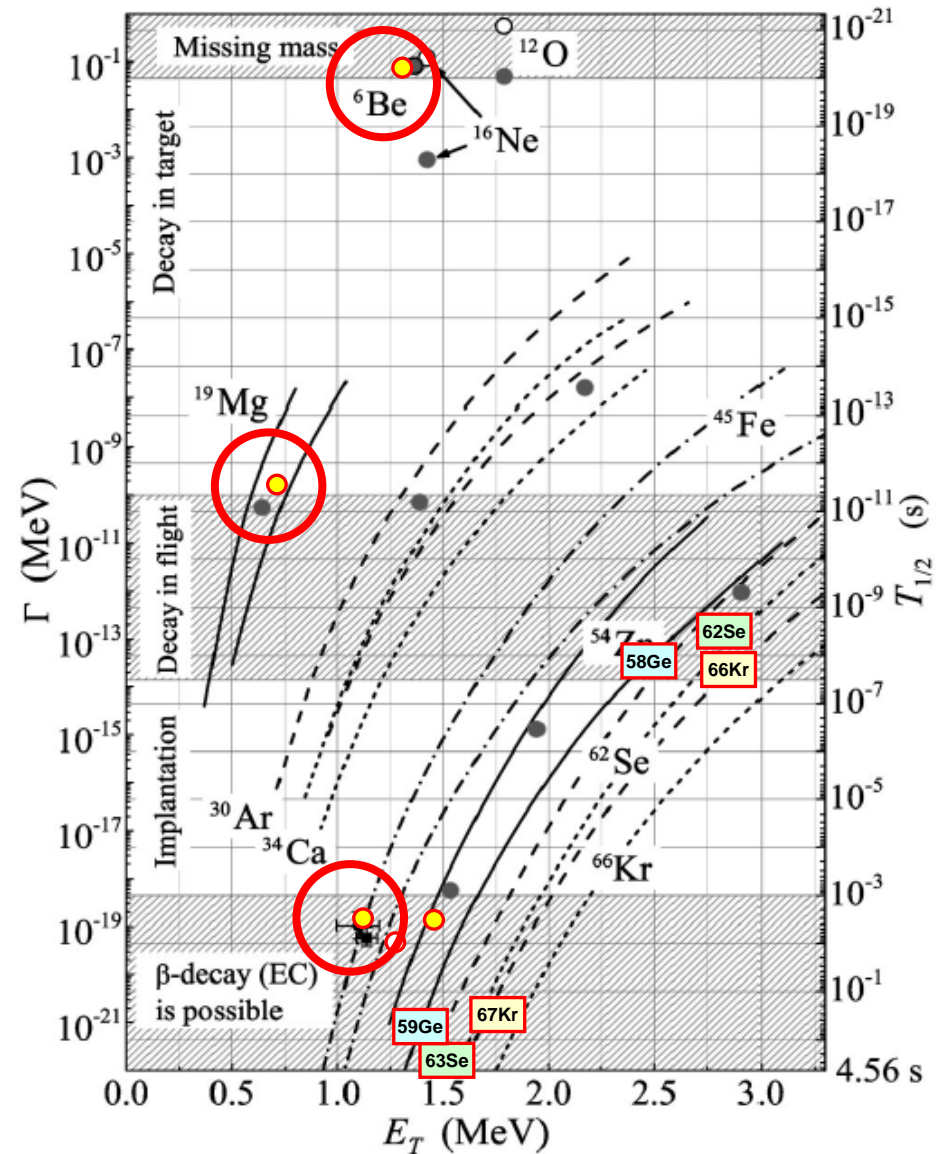 Missing mass
¹²O
⁶Be
¹⁶Ne
Decay in target
¹⁹Mg
⁴⁵Fe
Decay in flight
⁵⁴Zn
62Se
58Ge
66Kr
Implantation
⁶²Se
³⁰Ar
³⁴Ca
⁶⁶Kr
β-decay (EC)
is possible
67Kr
59Ge
63Se
Γ (MeV)
10⁻¹
10⁻³
10⁻⁵
10⁻⁷
10⁻⁹
10⁻¹¹
10⁻¹³
10⁻¹⁵
10⁻¹⁷
10⁻¹⁹
10⁻²¹
T₁/₂ (s)
10⁻²¹
10⁻¹⁹
10⁻¹⁷
10⁻¹⁵
10⁻¹³
10⁻¹¹
10⁻⁹
10⁻⁷
10⁻⁵
10⁻³
10⁻¹
4.56 s
0.0 0.5 1.0 1.5 2.0 2.5 3.0
E_T (MeV)